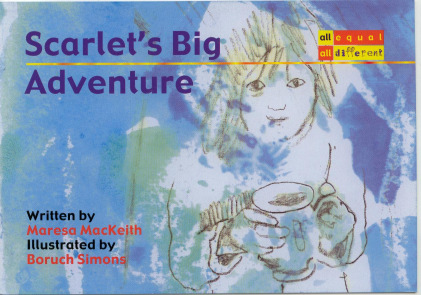 Scarlet's Big
Adventure
all equal
all different
Written by
Maresa MacKeith
Illustrated by
Boruch Simons